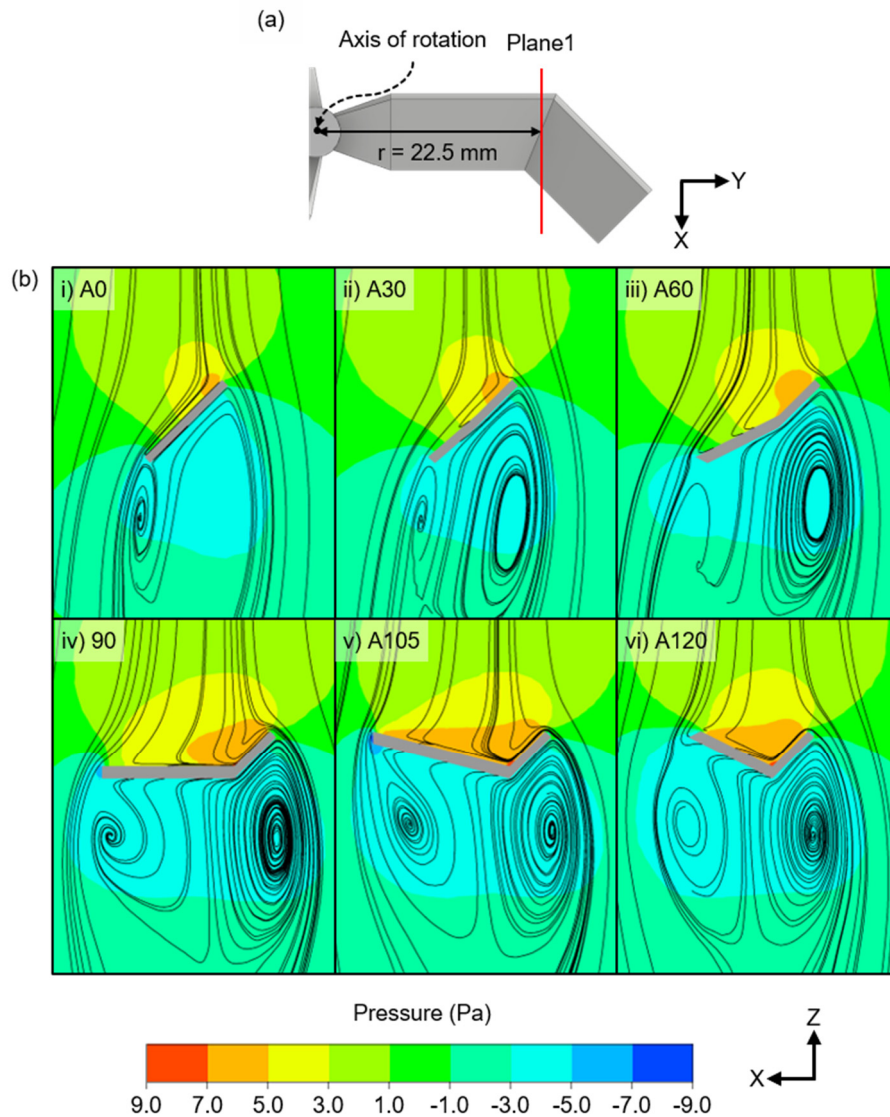 (a)
Axis of rotation
Plane1
r = 22.5 mm
Y
X
(b)
i) A0
ii) A30
iii) A60
iv) 90
v) A105
vi) A120
Pressure (Pa)
Z
X
9.0 7.0 5.0 3.0 1.0 -1.0 -3.0 -5.0 -7.0 -9.0